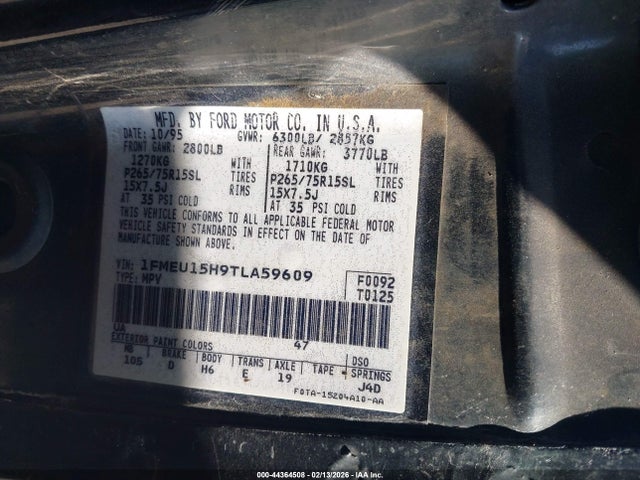 MFD. BY FORD MOTOR CO. IN U.S.A.
DATE: 10/95 GVWR: 6300LB/ 2857KG
FRONT GAWR: 2800LB REAR GAWR: 3770LB
1270KG WITH 1710KG WITH
P265/75R15SL TIRES P265/75R15SL TIRES
15X7.5J RIMS 15X7.5J RIMS
AT 35 PSI COLD AT 35 PSI COLD
THIS VEHICLE CONFORMS TO ALL APPLICABLE FEDERAL MOTOR
VEHICLE SAFETY STANDARDS IN EFFECT ON THE DATE OF
MANUFACTURE SHOWN ABOVE.
VIN: 1FMEU15H9TLA59609 F0092
TYPE: MPV T0125
UA 47
EXTERIOR PAINT COLORS DSO
WB BRAKE BODY TRANS AXLE TAPE SPRINGS
105 D H6 E 19 - J4D
F0TA-15204A10-AA
000-44364508 - 02/13/2026 - IAAI